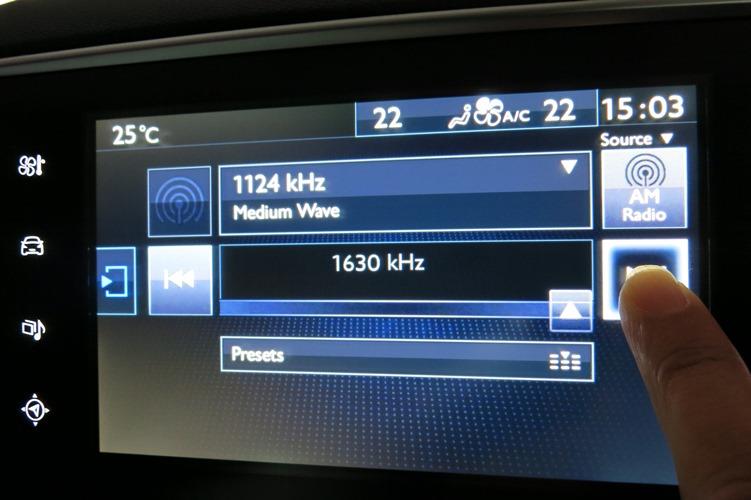 25°C
22
A/C
22
15:03
Source
1124 kHz
Medium Wave
AM
Radio
1630 kHz
Presets